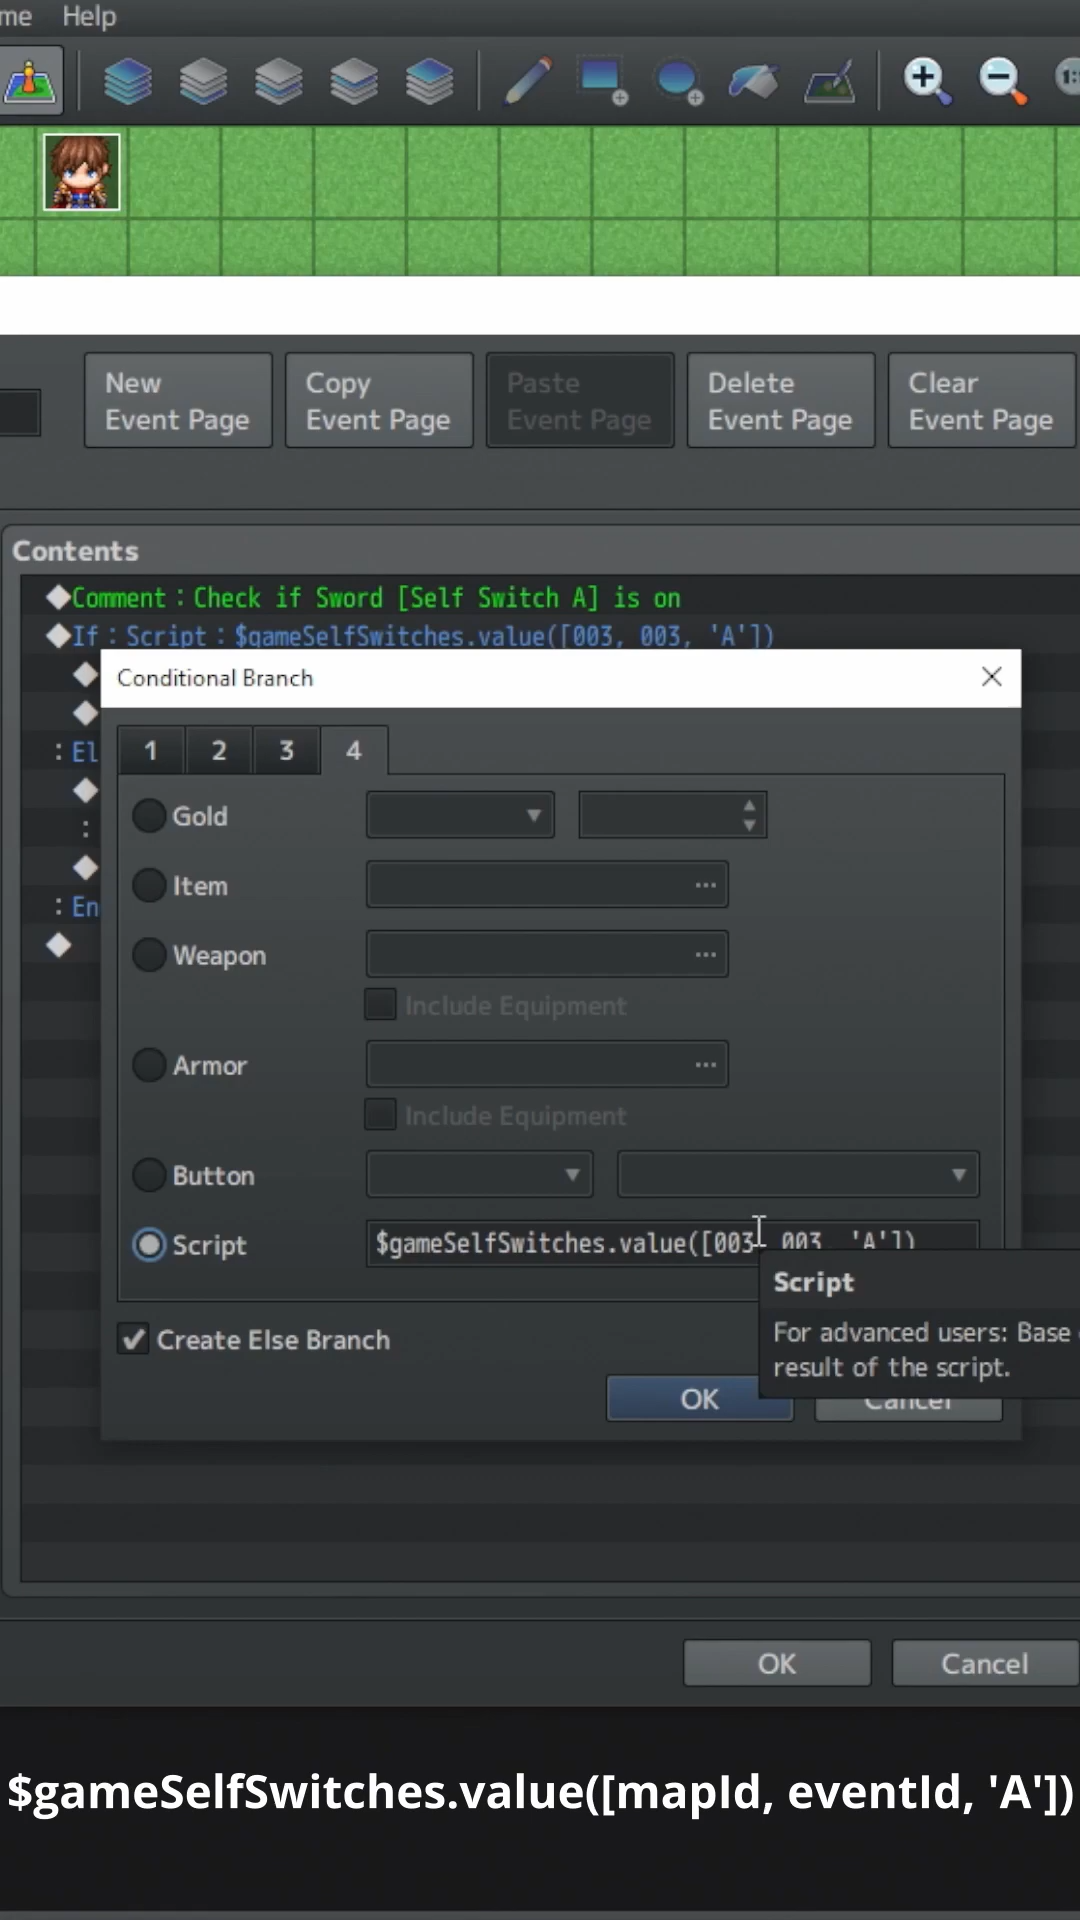 me Help
New
Event Page
Copy
Event Page
Paste
Event Page
Delete
Event Page
Clear
Event Page
Contents
◆Comment：Check if Sword [Self Switch A] is on
◆If：Script：$gameSelfSwitches.value([003, 003, 'A'])
Conditional Branch
1 2 3 4
: El
:
: En
Gold
Item
Weapon
Include Equipment
Armor
Include Equipment
Button
Script $gameSelfSwitches.value([003, 003, 'A'])
Script
For advanced users: Base
result of the script.
Create Else Branch
OK Cancel
OK Cancel
$gameSelfSwitches.value([mapId, eventId, 'A'])